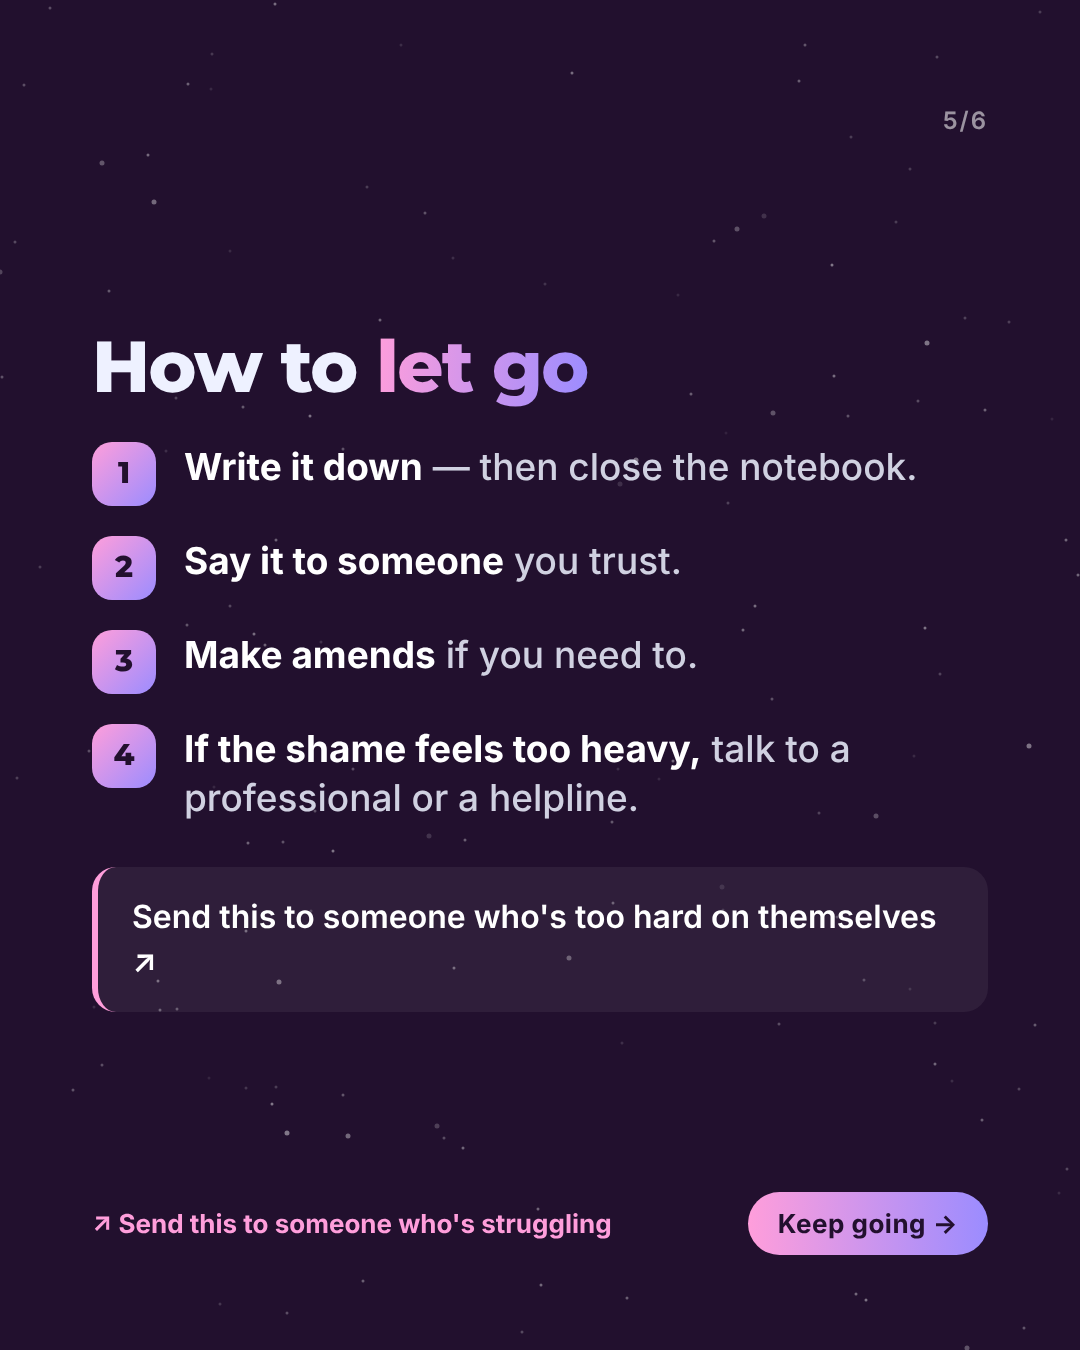 5/6
How to let go
1 Write it down — then close the notebook.
2 Say it to someone you trust.
3 Make amends if you need to.
4 If the shame feels too heavy, talk to a
professional or a helpline.
Send this to someone who's too hard on themselves
↗
↗ Send this to someone who's struggling
Keep going →